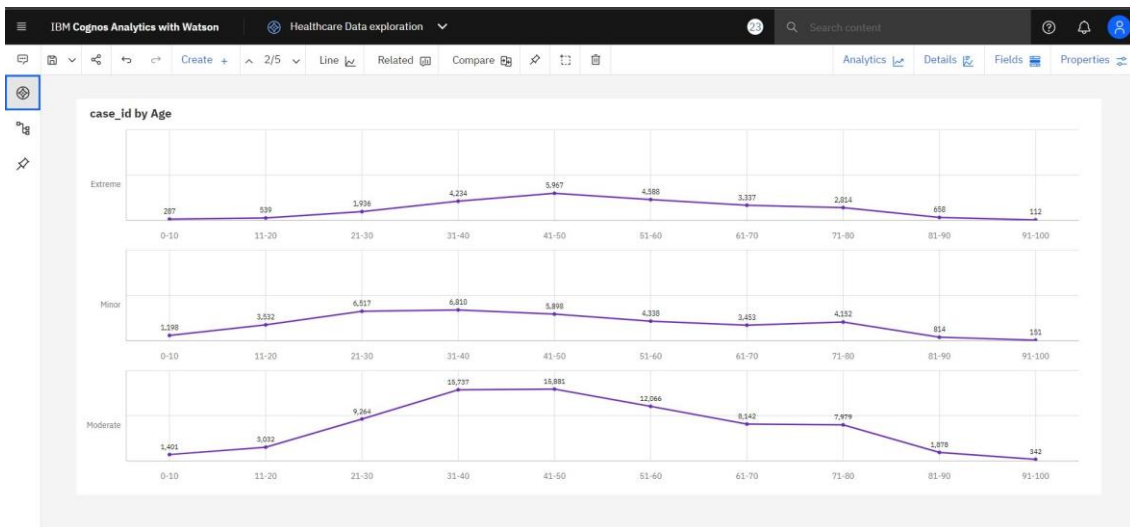 IBM Cognos Analytics with Watson
Healthcare Data exploration
23
Search content
Create +
2/5
Line
Related
Compare
Analytics
Details
Fields
Properties
case_id by Age
Extreme
287 539 1,936 4,234 5,967 4,588 3,337 2,814 658 112
0-10 11-20 21-30 31-40 41-50 51-60 61-70 71-80 81-90 91-100
Minor
1,198 3,532 6,517 6,810 5,898 4,338 3,453 4,152 814 151
0-10 11-20 21-30 31-40 41-50 51-60 61-70 71-80 81-90 91-100
Moderate
1,401 3,032 9,264 15,737 15,881 12,066 8,142 7,979 1,878 342
0-10 11-20 21-30 31-40 41-50 51-60 61-70 71-80 81-90 91-100